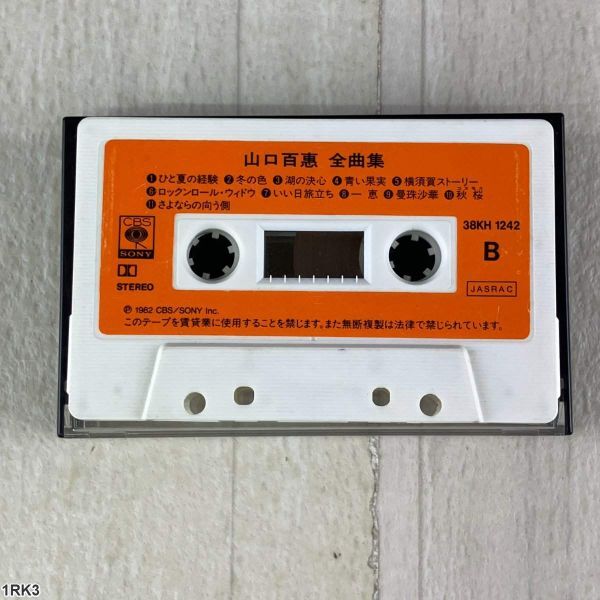 山口百惠 全曲集
❶ひと夏の経験 ❷冬の色 ❸湖の決心 ❹青い果実 ❺横須賀ストーリー
❻ロックンロール・ウィドウ ❼いい日旅立ち ❽一 恵 ❾曼珠沙華 ❿秋桜
⓫さよならの向う側
38KH 1242
CBS
SONY
B
STEREO
JASRAC
Ⓟ 1982 CBS/SONY Inc.
このテープを賃貸業に使用することを禁じます。また無断複製は法律で禁じられています。
1RK3